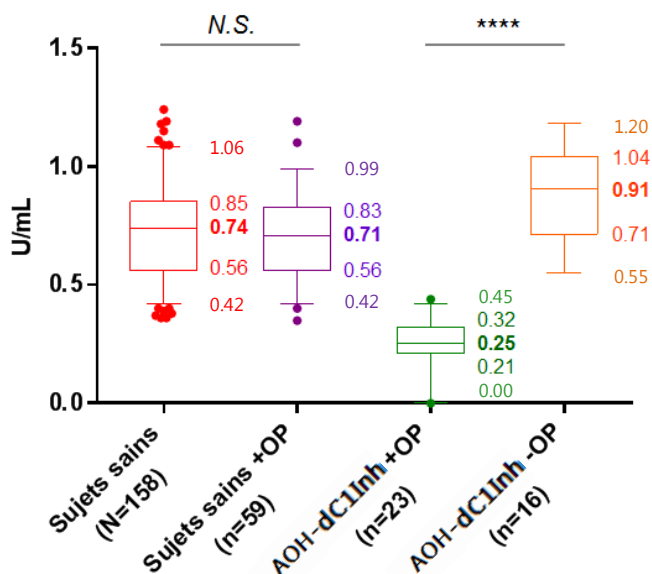 N.S.
****
1.5
1.0
0.5
0.0
U/mL
1.06
0.85
0.74
0.56
0.42
0.99
0.83
0.71
0.56
0.42
0.45
0.32
0.25
0.21
0.00
1.20
1.04
0.91
0.71
0.55
Sujets sains
(N=158)
Sujets sains +OP
(n=59)
AOH-dC1Inh +OP
(n=23)
AOH-dC1Inh -OP
(n=16)